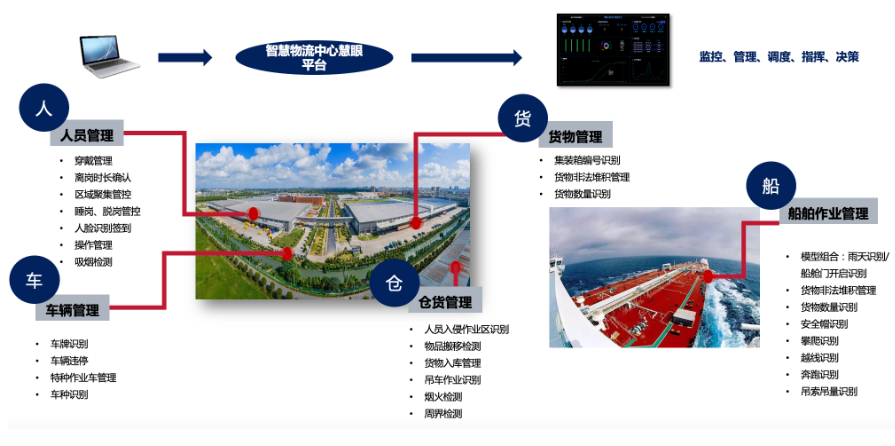 智慧物流中心慧眼
平台
监控、管理、调度、指挥、决策
人
人员管理
• 穿戴管理
• 离岗时长确认
• 区域聚集管控
• 睡岗、脱岗管控
• 人脸识别签到
• 操作管理
• 吸烟检测
车
车辆管理
• 车牌识别
• 车辆违停
• 特种作业车管理
• 车种识别
仓
仓货管理
• 人员入侵作业区识别
• 物品搬移检测
• 货物入库管理
• 吊车作业识别
• 烟火检测
• 周界检测
货
货物管理
• 集装箱编号识别
• 货物非法堆积管理
• 货物数量识别
船
船舶作业管理
• 模型组合：雨天识别/
船舶门开启识别
• 货物非法堆积管理
• 货物数量识别
• 安全帽识别
• 攀爬识别
• 越线识别
• 奔跑识别
• 吊索吊量识别